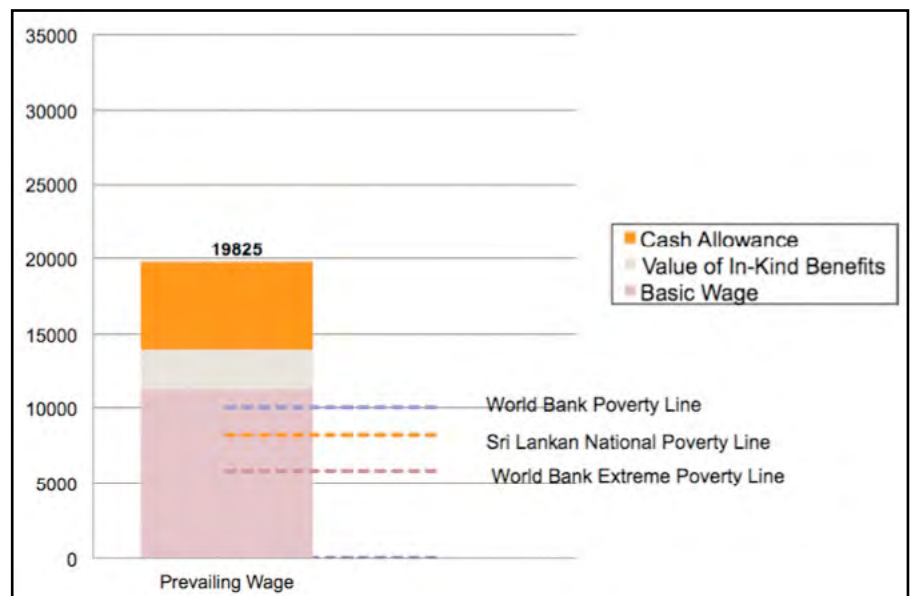 35000
30000
25000
20000
15000
10000
5000
0
19825
Cash Allowance
Value of In-Kind Benefits
Basic Wage
World Bank Poverty Line
Sri Lankan National Poverty Line
World Bank Extreme Poverty Line
Prevailing Wage